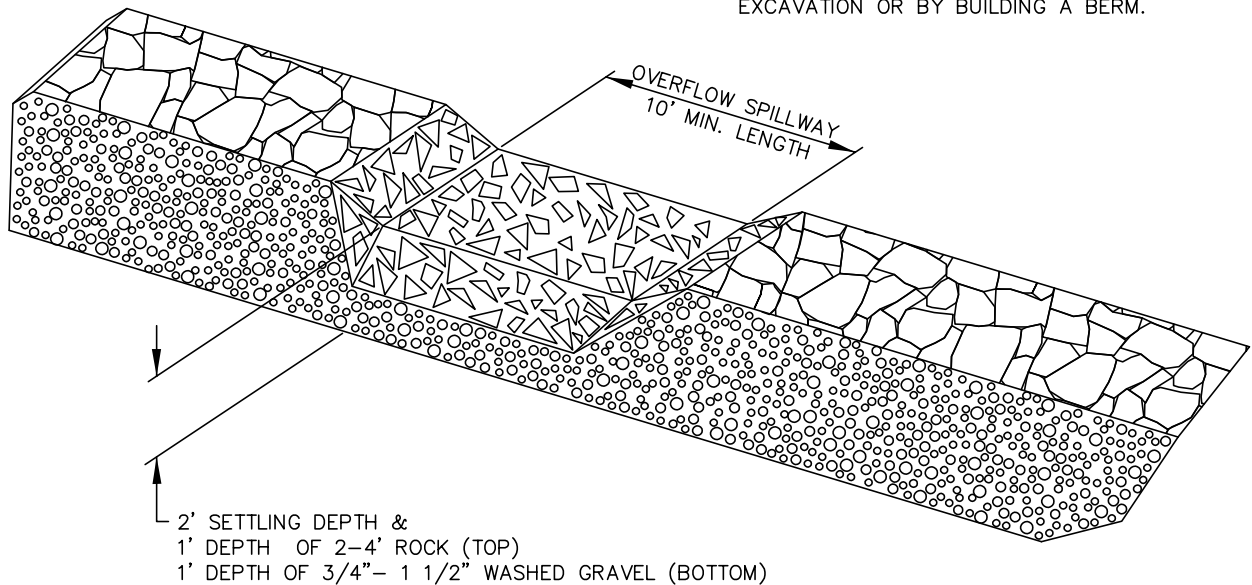 EXCAVATION OR BY BUILDING A BERM.
OVERFLOW SPILLWAY
10' MIN. LENGTH
2' SETTLING DEPTH &
1' DEPTH OF 2-4' ROCK (TOP)
1' DEPTH OF 3/4"- 1 1/2" WASHED GRAVEL (BOTTOM)